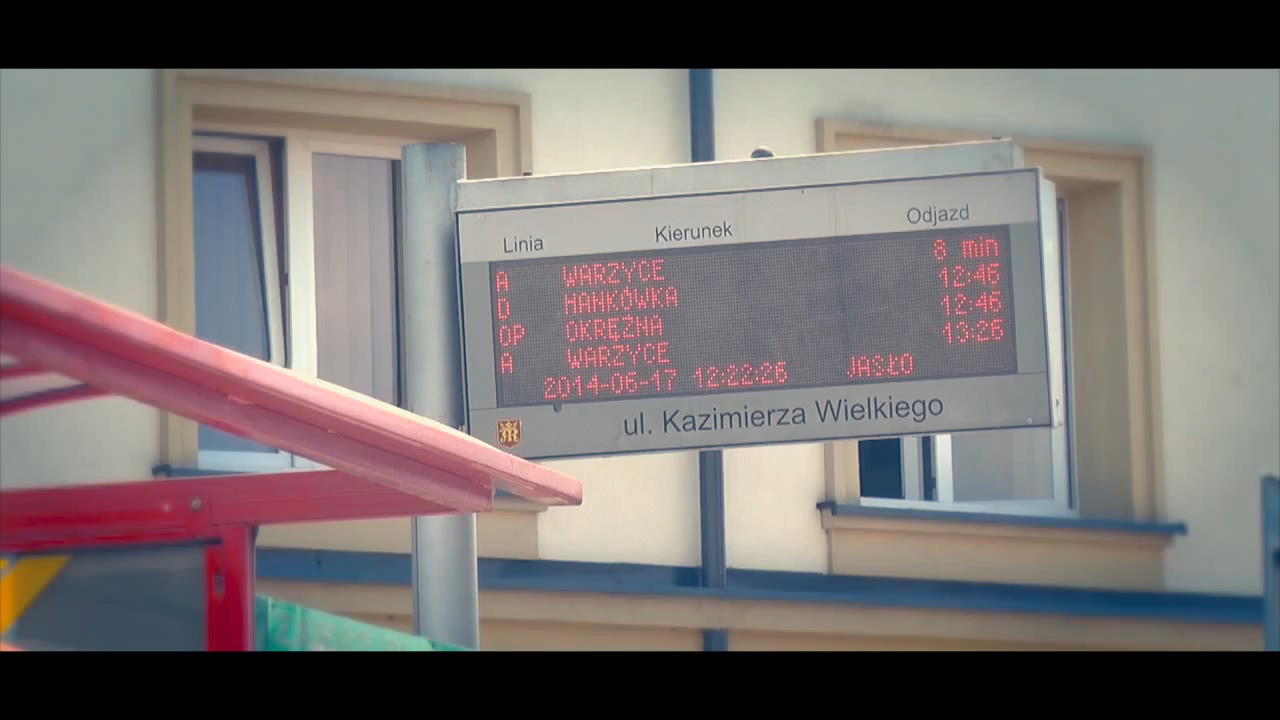 Linia Kierunek Odjazd
A WARZYCE 8 min
D HANKÓWKA 12:46
OP OKRĘŻNA 12:46
A WARZYCE 13:26
2014-06-17 12:22:26 JASŁO
ul. Kazimierza Wielkiego